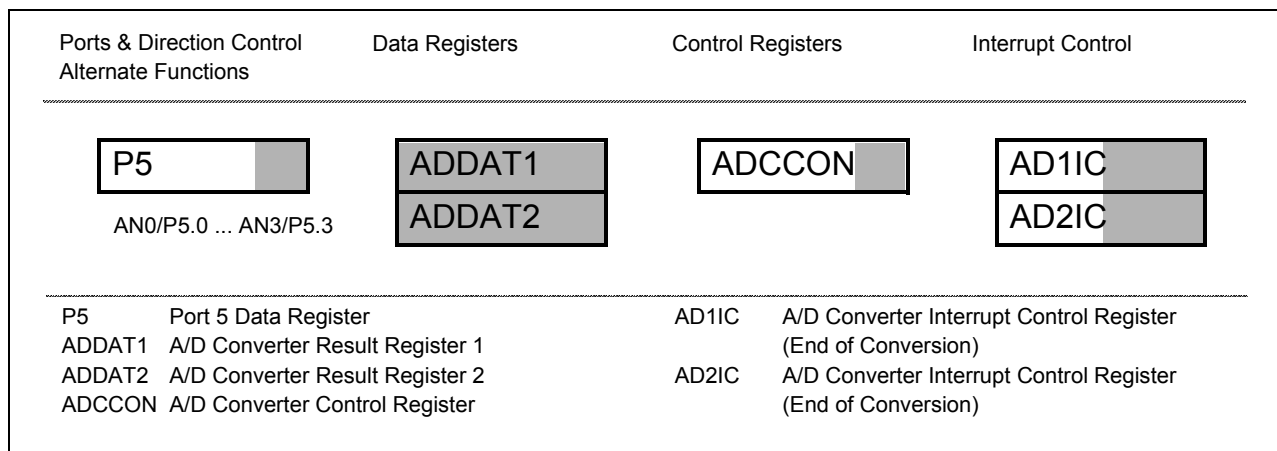 Ports & Direction Control Alternate Functions
Data Registers
Control Registers
Interrupt Control
P5
AN0/P5.0 ... AN3/P5.3
ADDAT1
ADDAT2
ADCCON
AD1IC
AD2IC
P5 Port 5 Data Register
ADDAT1 A/D Converter Result Register 1
ADDAT2 A/D Converter Result Register 2
ADCCON A/D Converter Control Register
AD1IC A/D Converter Interrupt Control Register
(End of Conversion)
AD2IC A/D Converter Interrupt Control Register
(End of Conversion)